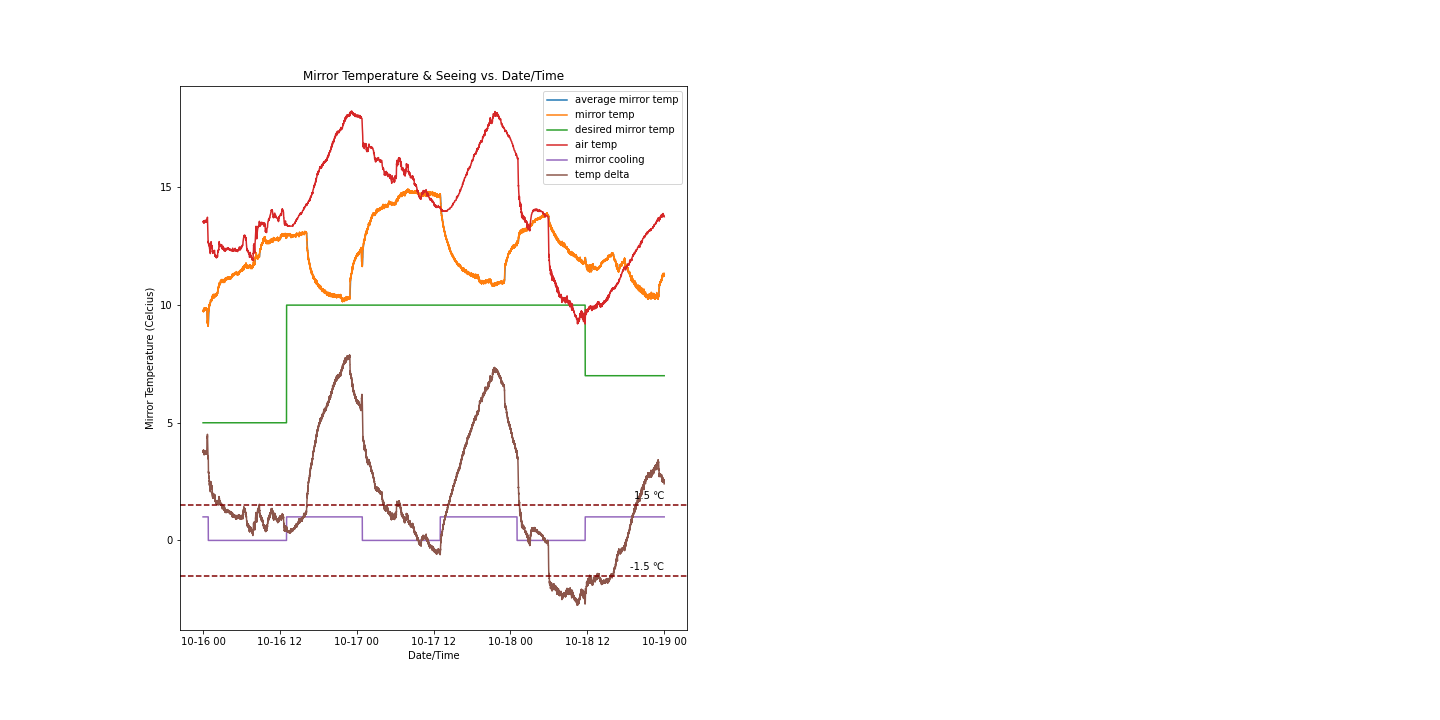 Mirror Temperature & Seeing vs. Date/Time
average mirror temp
mirror temp
desired mirror temp
air temp
mirror cooling
temp delta
Mirror Temperature (Celcius)
15
10
5
0
1.5 °C
-1.5 °C
10-16 00 10-16 12 10-17 00 10-17 12 10-18 00 10-18 12 10-19 00
Date/Time